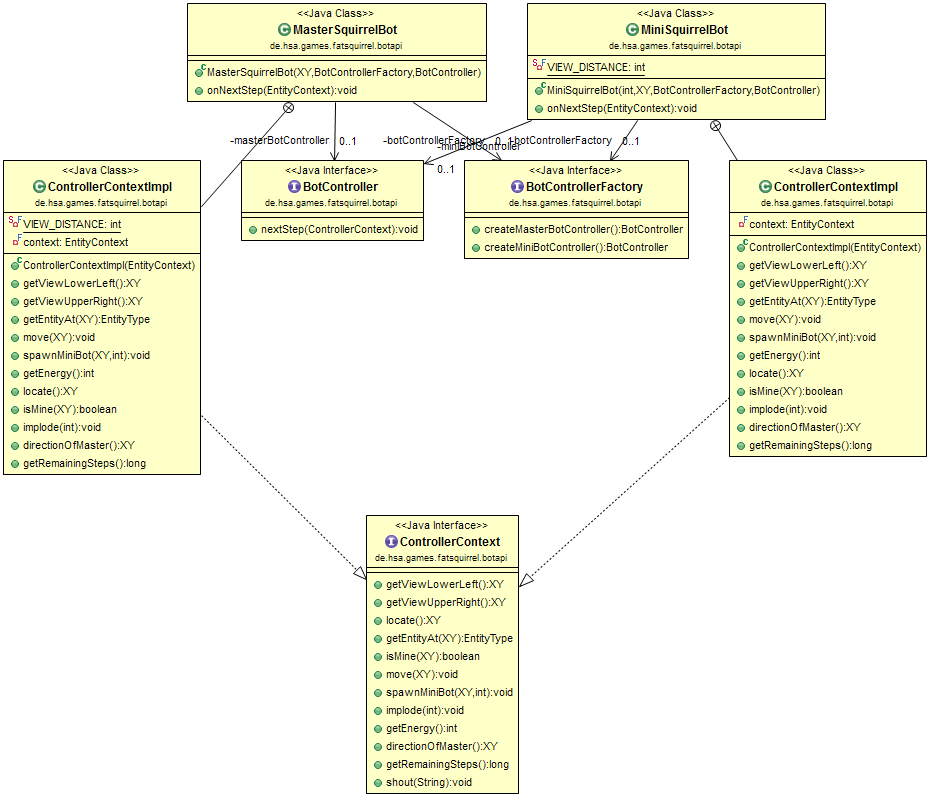 <<Java Class>>
MasterSquirrelBot
de.hsa.games.fatsquirrel.botapi
MasterSquirrelBot(XY,BotControllerFactory,BotController)
onNextStep(EntityContext):void
<<Java Class>>
MiniSquirrelBot
de.hsa.games.fatsquirrel.botapi
VIEW_DISTANCE: int
MiniSquirrelBot(int,XY,BotControllerFactory,BotController)
onNextStep(EntityContext):void
-masterBotController
0..1
-botControllerFactory
0..1
-miniBotController
0..1
-botControllerFactory
0..1
<<Java Class>>
ControllerContextImpl
de.hsa.games.fatsquirrel.botapi
VIEW_DISTANCE: int
context: EntityContext
ControllerContextImpl(EntityContext)
getViewLowerLeft():XY
getViewUpperRight():XY
getEntityAt(XY):EntityType
move(XY):void
spawnMiniBot(XY,int):void
getEnergy():int
locate():XY
isMine(XY):boolean
implode(int):void
directionOfMaster():XY
getRemainingSteps():long
<<Java Interface>>
BotController
de.hsa.games.fatsquirrel.botapi
nextStep(ControllerContext):void
<<Java Interface>>
BotControllerFactory
de.hsa.games.fatsquirrel.botapi
createMasterBotController():BotController
createMiniBotController():BotController
<<Java Class>>
ControllerContextImpl
de.hsa.games.fatsquirrel.botapi
context: EntityContext
ControllerContextImpl(EntityContext)
getViewLowerLeft():XY
getViewUpperRight():XY
getEntityAt(XY):EntityType
move(XY):void
spawnMiniBot(XY,int):void
getEnergy():int
locate():XY
isMine(XY):boolean
implode(int):void
directionOfMaster():XY
getRemainingSteps():long
<<Java Interface>>
ControllerContext
de.hsa.games.fatsquirrel.botapi
getViewLowerLeft():XY
getViewUpperRight():XY
locate():XY
getEntityAt(XY):EntityType
isMine(XY):boolean
move(XY):void
spawnMiniBot(XY,int):void
implode(int):void
getEnergy():int
directionOfMaster():XY
getRemainingSteps():long
shout(String):void